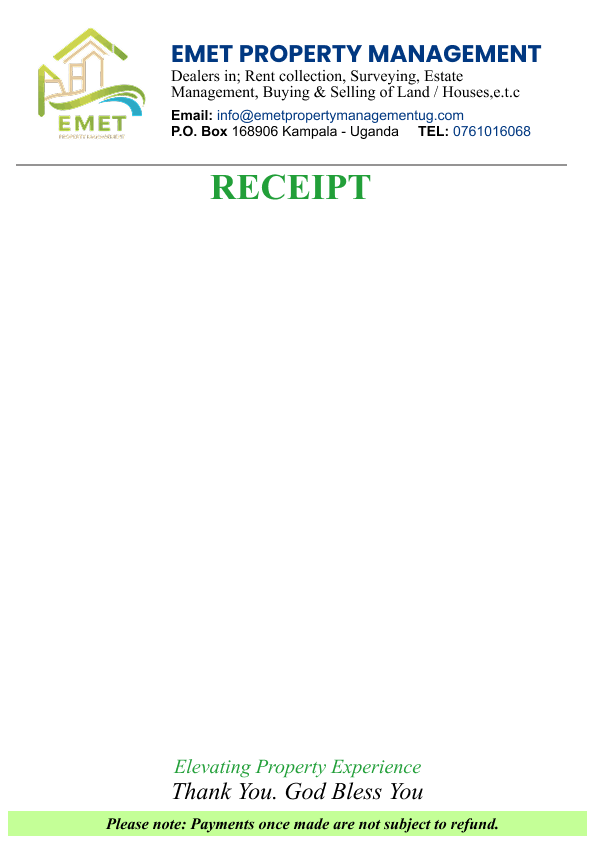 EMET PROPERTY MANAGEMENT
Dealers in; Rent collection, Surveying, Estate
Management, Buying & Selling of Land / Houses,e.t.c
Email: info@emetpropertymanagementug.com
P.O. Box 168906 Kampala - Uganda TEL: 0761016068
EMET
PROPERTY MANAGEMENT
RECEIPT
Elevating Property Experience
Thank You. God Bless You
Please note: Payments once made are not subject to refund.